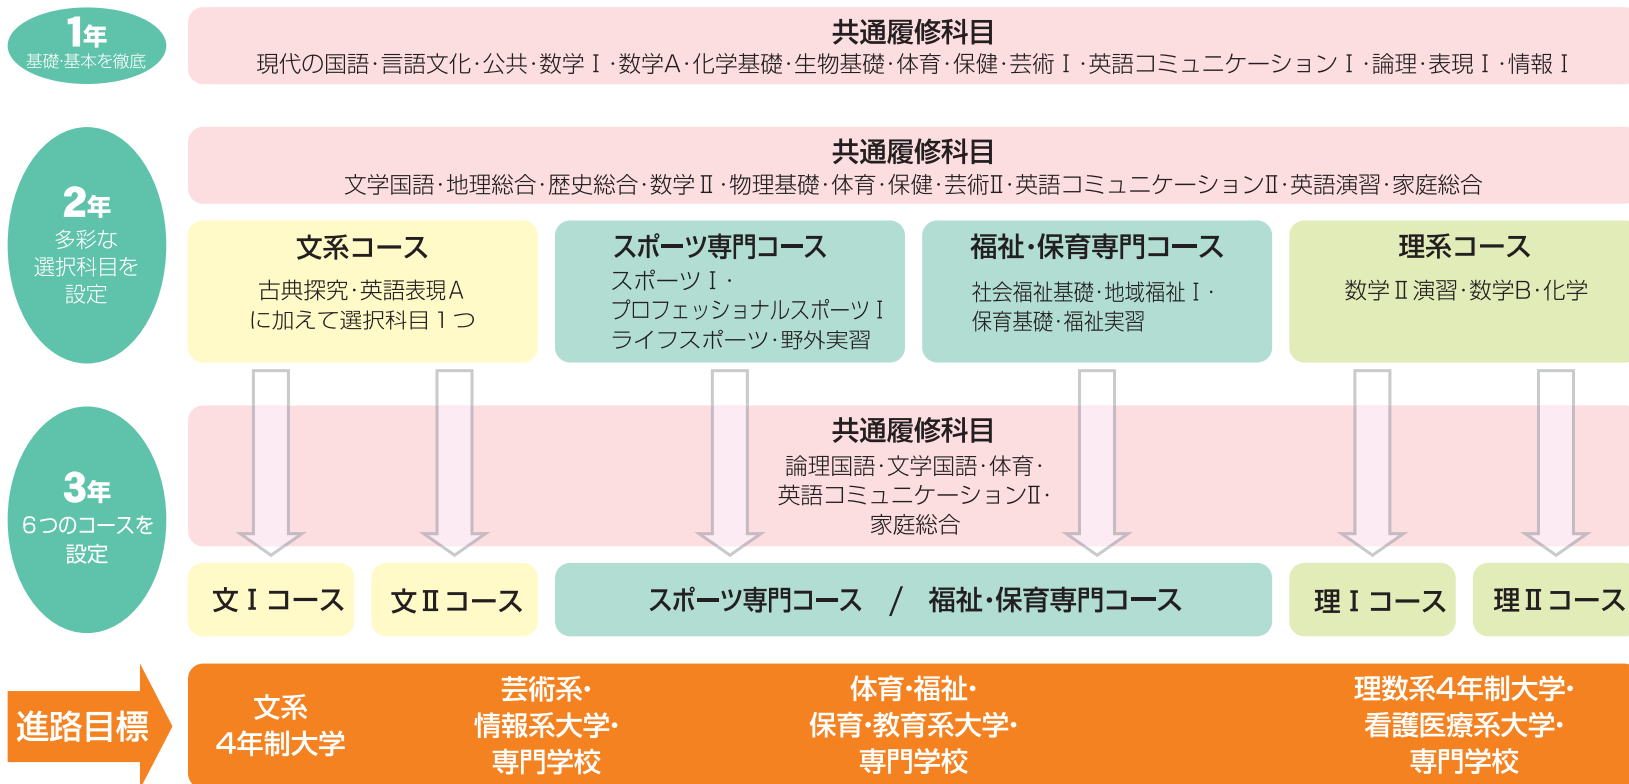 1年
基礎・基本を徹底
共通履修科目
現代の国語・言語文化・公共・数学Ⅰ・数学A・化学基礎・生物基礎・体育・保健・芸術Ⅰ・英語コミュニケーションⅠ・論理・表現Ⅰ・情報Ⅰ
2年
多彩な
選択科目を
設定
共通履修科目
文学国語・地理総合・歴史総合・数学Ⅱ・物理基礎・体育・保健・芸術Ⅱ・英語コミュニケーションⅡ・英語演習・家庭総合
文系コース
古典探究・英語表現A
に加えて選択科目１つ
スポーツ専門コース
スポーツⅠ・
プロフェッショナルスポーツⅠ
ライフスポーツ・野外実習
福祉・保育専門コース
社会福祉基礎・地域福祉Ⅰ・
保育基礎・福祉実習
理系コース
数学Ⅱ演習・数学B・化学
3年
6つのコースを
設定
共通履修科目
論理国語・文学国語・体育・
英語コミュニケーションⅡ・
家庭総合
文Ⅰコース
文Ⅱコース
スポーツ専門コース / 福祉・保育専門コース
理Ⅰコース
理Ⅱコース
進路目標
文系
4年制大学
芸術系・
情報系大学・
専門学校
体育・福祉・
保育・教育系大学・
専門学校
理数系4年制大学・
看護医療系大学・
専門学校